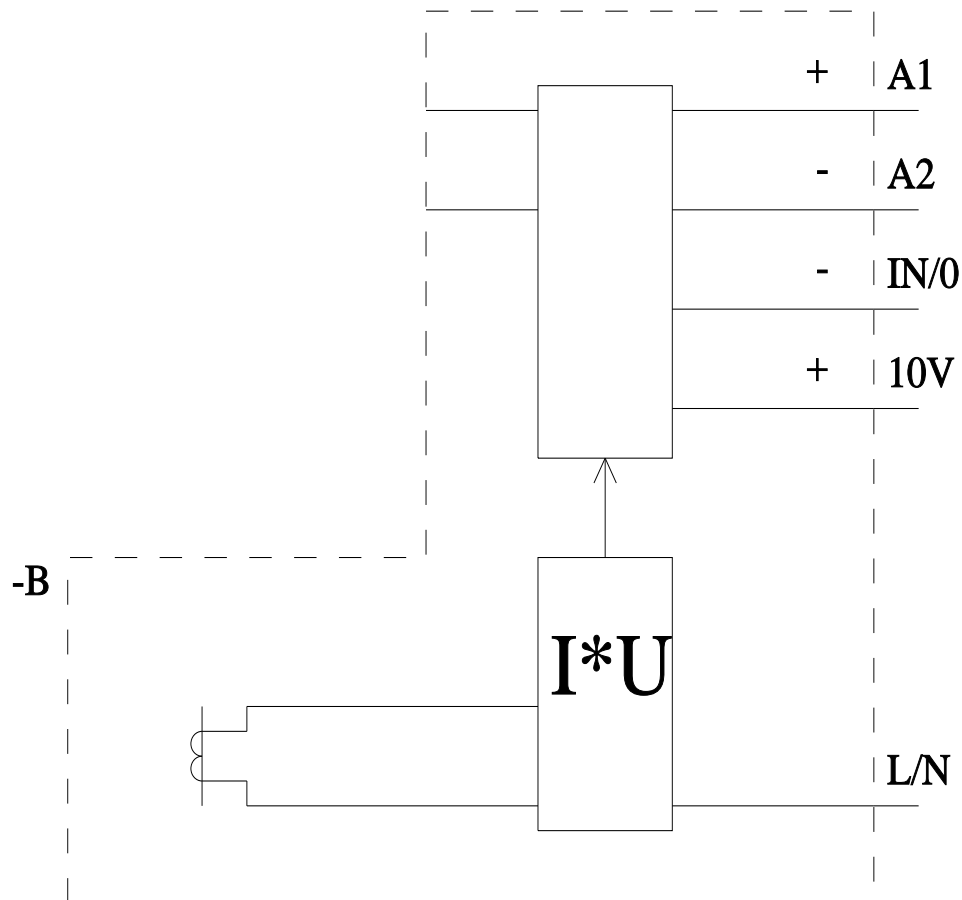 + A1
- A2
- IN/0
+ 10V
-B
I*U
L/N